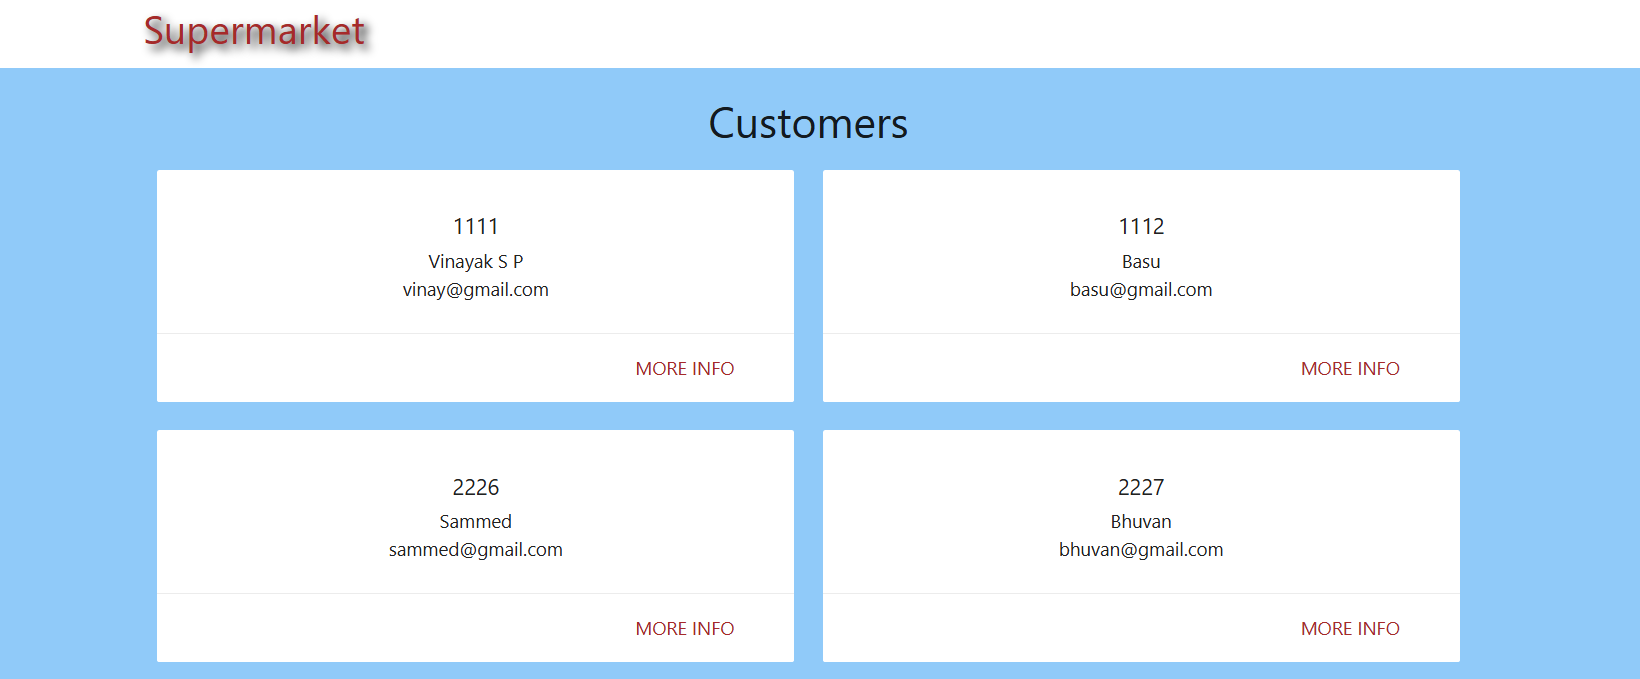 Supermarket
Customers
1111
Vinayak S P
vinay@gmail.com
MORE INFO
1112
Basu
basu@gmail.com
MORE INFO
2226
Sammed
sammed@gmail.com
MORE INFO
2227
Bhuvan
bhuvan@gmail.com
MORE INFO